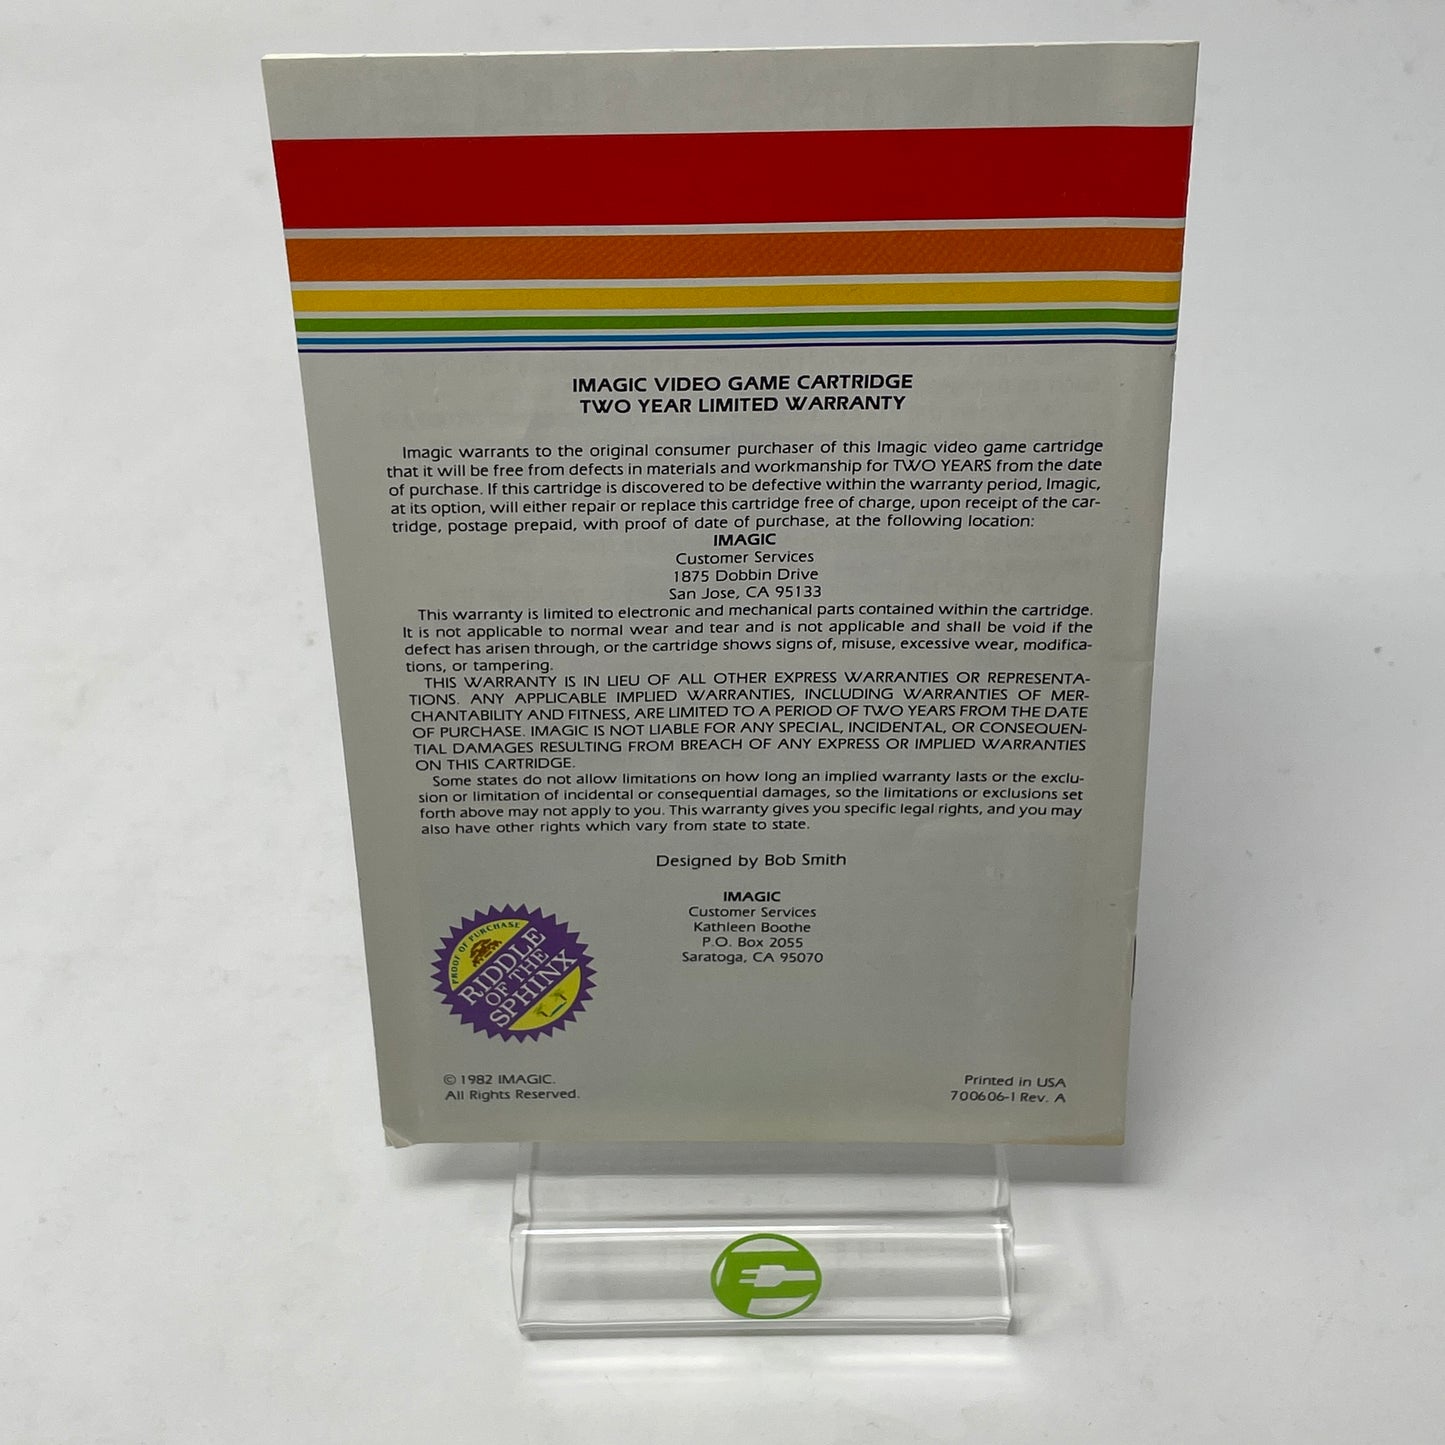 IMAGIC VIDEO GAME CARTRIDGE
TWO YEAR LIMITED WARRANTY
Imagic warrants to the original consumer purchaser of this Imagic video game cartridge
that it will be free from defects in materials and workmanship for TWO YEARS from the date
of purchase. If this cartridge is discovered to be defective within the warranty period, Imagic,
at its option, will either repair or replace this cartridge free of charge, upon receipt of the car-
tridge, postage prepaid, with proof of date of purchase, at the following location:
IMAGIC
Customer Services
1875 Dobbin Drive
San Jose, CA 95133
This warranty is limited to electronic and mechanical parts contained within the cartridge.
It is not applicable to normal wear and tear and is not applicable and shall be void if the
defect has arisen through, or the cartridge shows signs of, misuse, excessive wear, modifica-
tions, or tampering.
THIS WARRANTY IS IN LIEU OF ALL OTHER EXPRESS WARRANTIES OR REPRESENTA-
TIONS. ANY APPLICABLE IMPLIED WARRANTIES, INCLUDING WARRANTIES OF MER-
CHANTABILITY AND FITNESS, ARE LIMITED TO A PERIOD OF TWO YEARS FROM THE DATE
OF PURCHASE. IMAGIC IS NOT LIABLE FOR ANY SPECIAL, INCIDENTAL, OR CONSEQUEN-
TIAL DAMAGES RESULTING FROM BREACH OF ANY EXPRESS OR IMPLIED WARRANTIES
ON THIS CARTRIDGE.
Some states do not allow limitations on how long an implied warranty lasts or the exclu-
sion or limitation of incidental or consequential damages, so the limitations or exclusions set
forth above may not apply to you. This warranty gives you specific legal rights, and you may
also have other rights which vary from state to state.
Designed by Bob Smith
IMAGIC
Customer Services
Kathleen Boothe
P.O. Box 2055
Saratoga, CA 95070
PROOF OF PURCHASE
RIDDLE
OF THE
SPHINX
© 1982 IMAGIC.
All Rights Reserved.
Printed in USA
700606-1 Rev. A